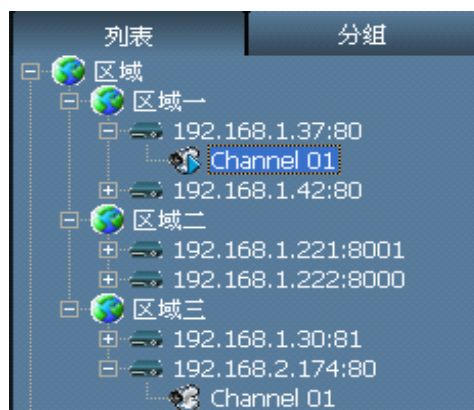 列表 分组
区域
区域一
192.168.1.37:80
Channel 01
192.168.1.42:80
区域二
192.168.1.221:8001
192.168.1.222:8000
区域三
192.168.1.30:81
192.168.2.174:80
Channel 01